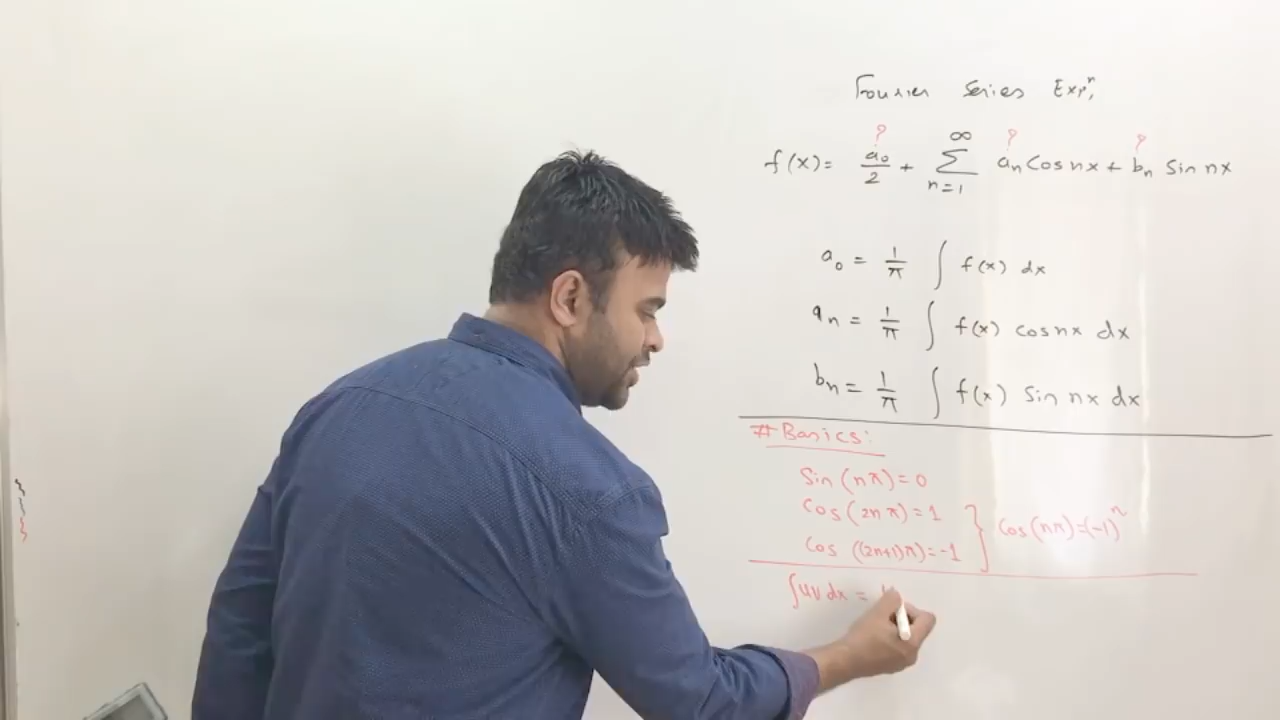 Fourier Series Expⁿ,
f(x) = a₀/2 + ∑_{n=1}^{∞} aₙ cos nx + bₙ sin nx
? ? ?
a₀ = 1/π ∫ f(x) dx
aₙ = 1/π ∫ f(x) cos nx dx
bₙ = 1/π ∫ f(x) sin nx dx
# Basics:
Sin (nπ) = 0
Cos (2nπ) = 1
Cos ((2n+1)π) = -1 } Cos (nπ) = (-1)ⁿ
∫uv dx =